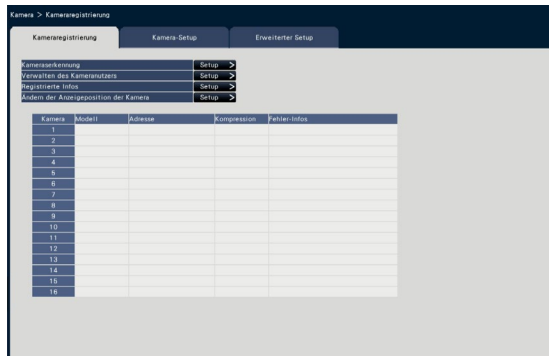 Kamera > Kameraregistrierung
Kameraregistrierung Kamera-Setup Erweiterter Setup
Kameraerkennung Setup >
Verwalten des Kameranutzers Setup >
Registrierte Infos Setup >
Ändern der Anzeigeposition der Kamera Setup >
Kamera Modell Adresse Kompression Fehler-Infos
1
2
3
4
5
6
7
8
9
10
11
12
13
14
15
16